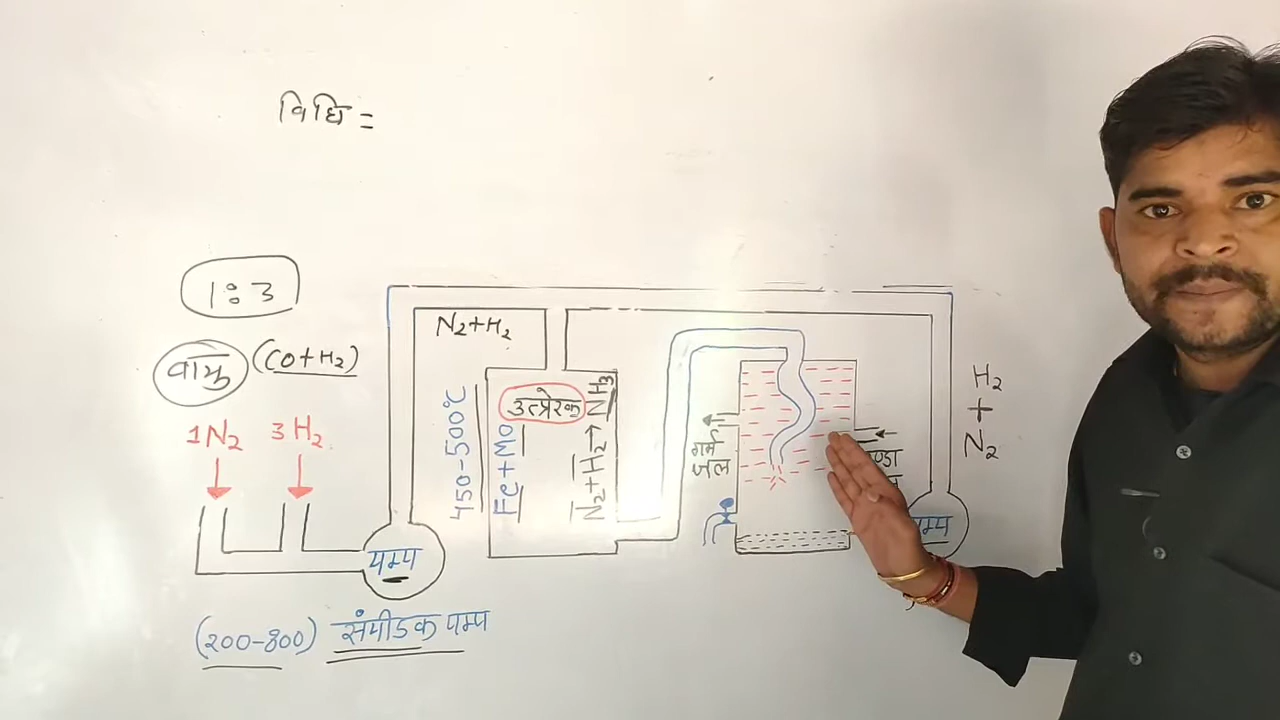 विधि =
1 : 3
वायु (CO+H₂)
1N₂ 3H₂
पम्प
(200-800) संपीडक पम्प
N₂+H₂
450-500°C
Fe+Mo
उत्प्रेरक
N₂+H₂→NH₃
गर्म
जल
H₂
+
N₂